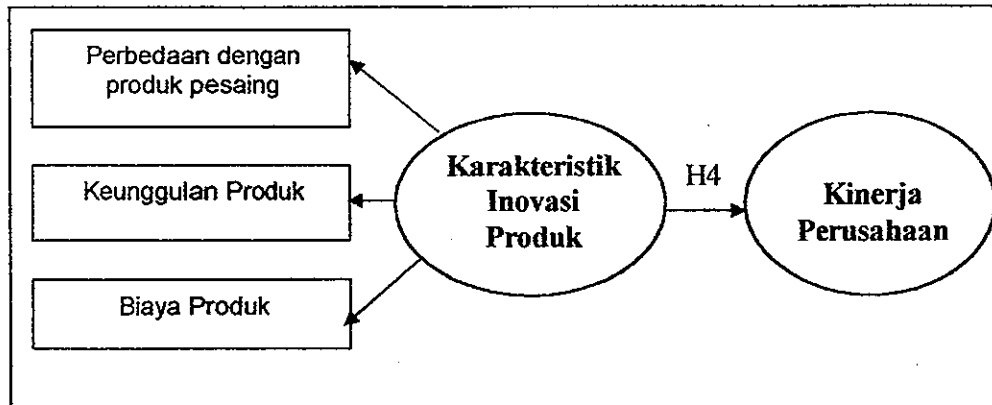 Perbedaan dengan
produk pesaing
Keunggulan Produk
Biaya Produk
Karakteristik
Inovasi
Produk
H4
Kinerja
Perusahaan